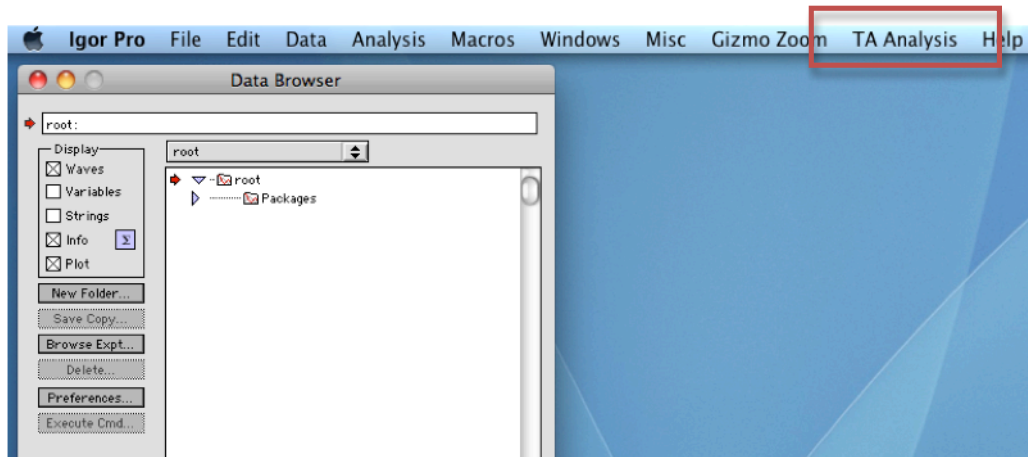 Igor Pro File Edit Data Analysis Macros Windows Misc Gizmo Zoom TA Analysis Help
Data Browser
root:
Display
root
Waves
root
Variables
Packages
Strings
Info Σ
Plot
New Folder...
Save Copy...
Browse Expt...
Delete...
Preferences...
Execute Cmd...